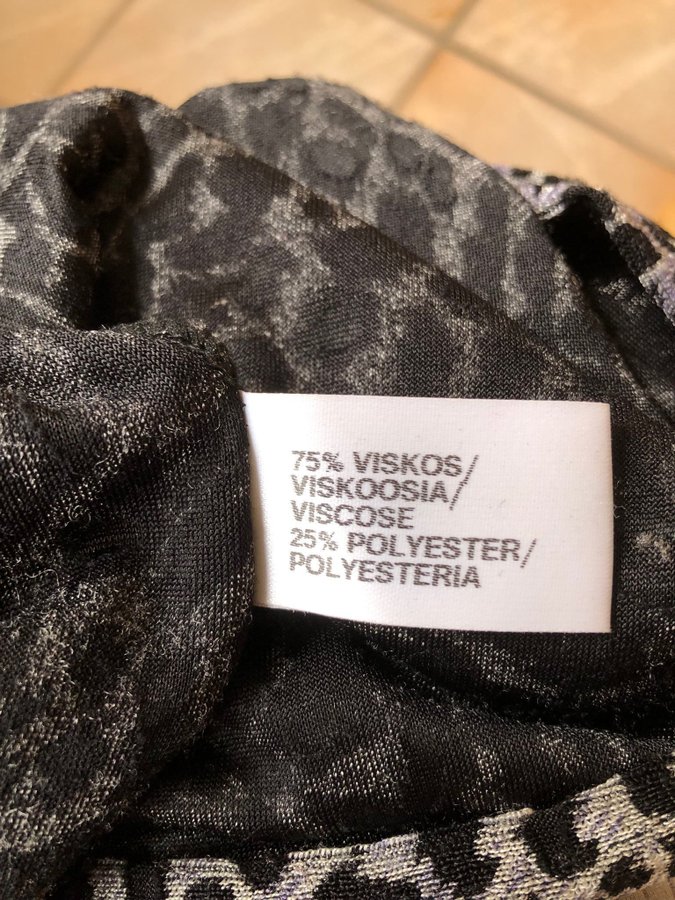 75% VISKOS/
VISKOOSIA/
VISCOSE
25% POLYESTER/
POLYESTERIA